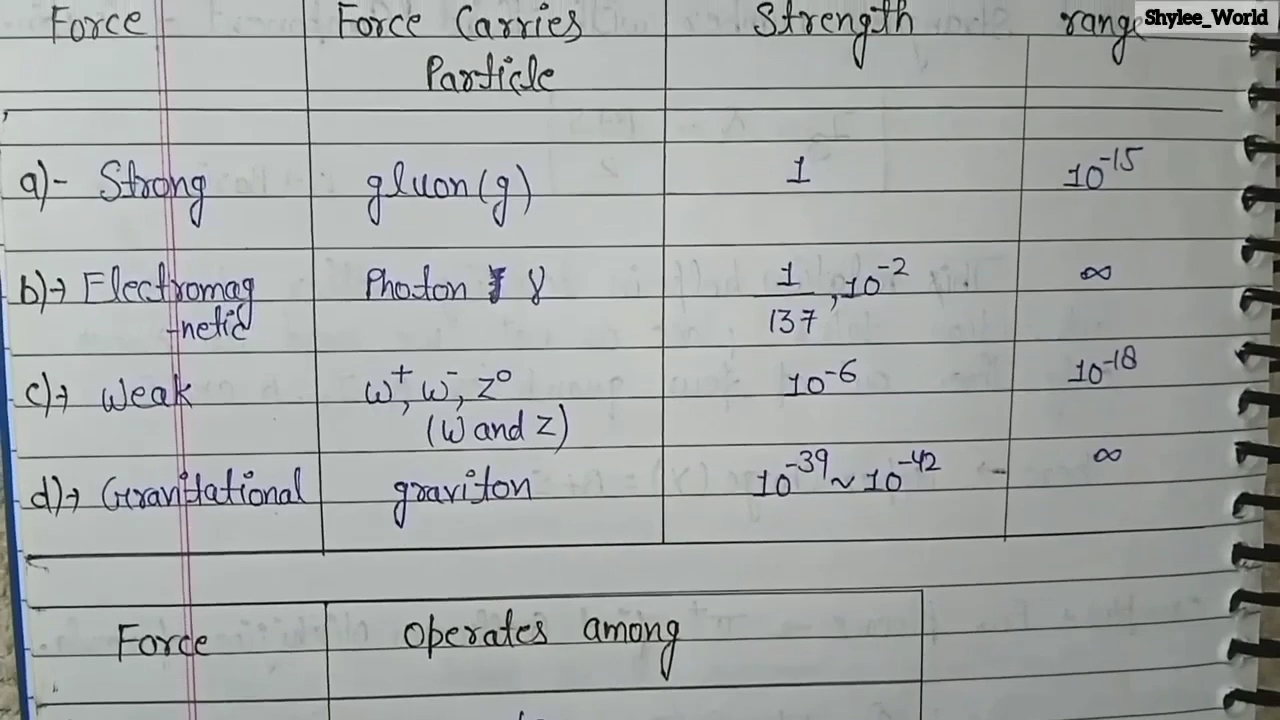 Shylee_World
Force Force Carries Strength range
Particle
a)- Strong gluon(g) 1 10⁻¹⁵
b)→ Electromag Photon γ 1/137, 10⁻² ∞
-netic
c)→ Weak W⁺, W⁻, Z⁰ 10⁻⁶ 10⁻¹⁸
(W and Z)
d)→ Gravitational graviton 10⁻³⁹ ~ 10⁻⁴² - ∞
Force Operates among